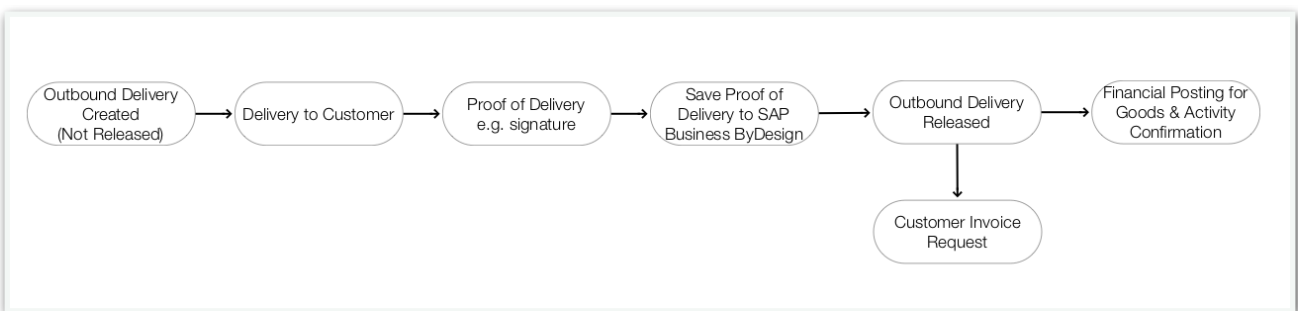 Outbound Delivery
Created
(Not Released)
Delivery to Customer
Proof of Delivery
e.g. signature
Save Proof of
Delivery to SAP
Business ByDesign
Outbound Delivery
Released
Financial Posting for
Goods & Activity
Confirmation
Customer Invoice
Request